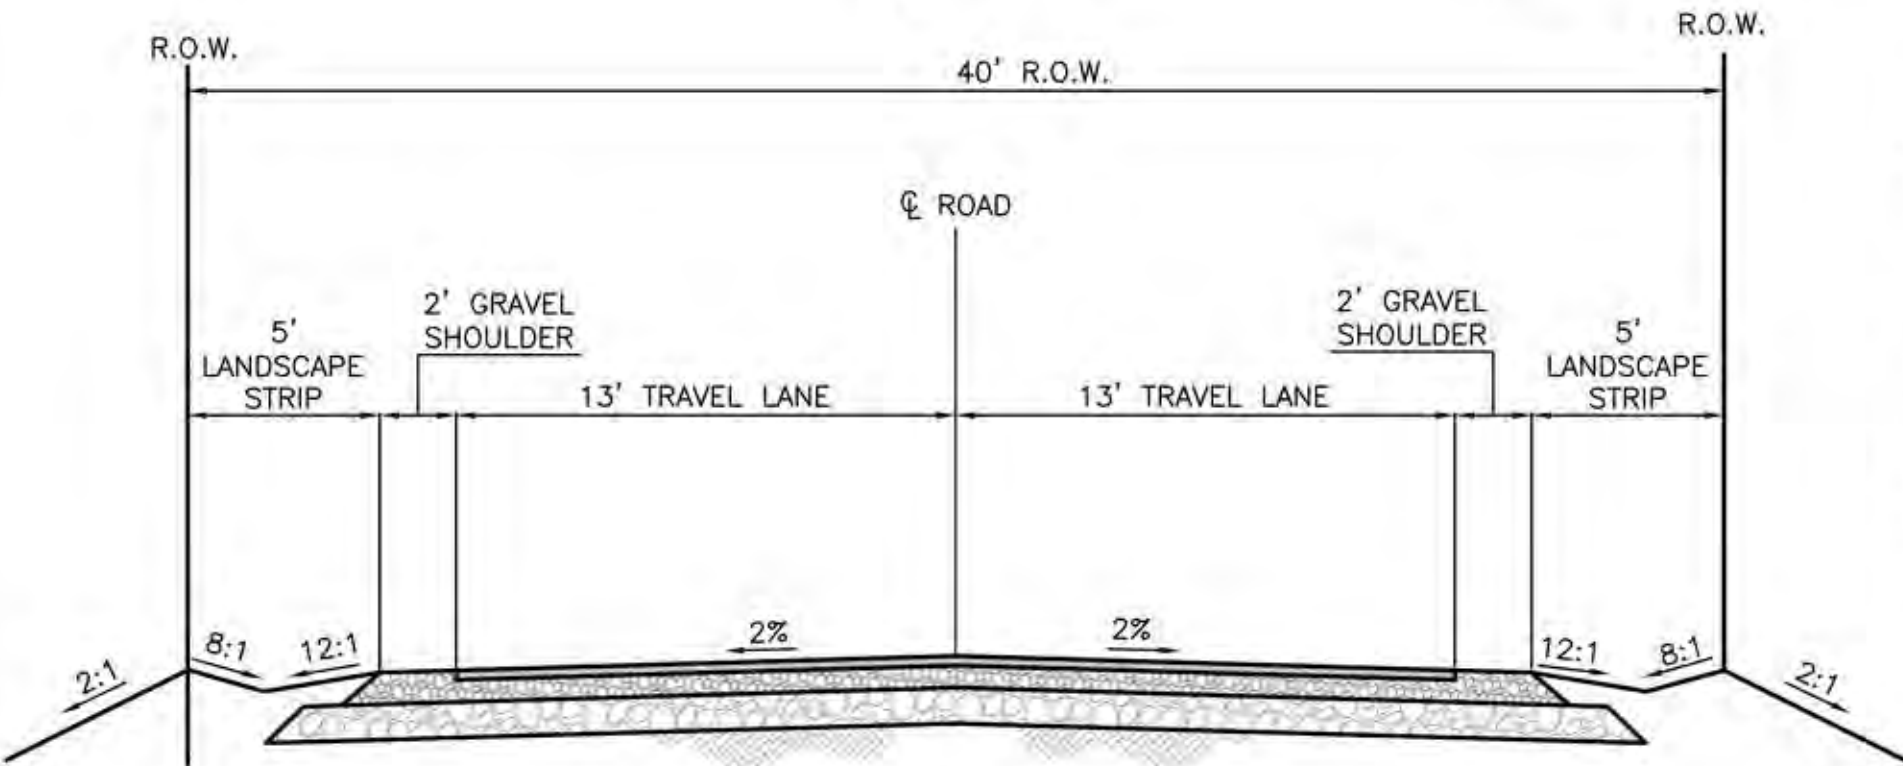 R.O.W.
R.O.W.
40' R.O.W.
℄ ROAD
2' GRAVEL
SHOULDER
2' GRAVEL
SHOULDER
5'
LANDSCAPE
STRIP
5'
LANDSCAPE
STRIP
13' TRAVEL LANE
13' TRAVEL LANE
2%
2%
2:1
8:1
12:1
12:1
8:1
2:1